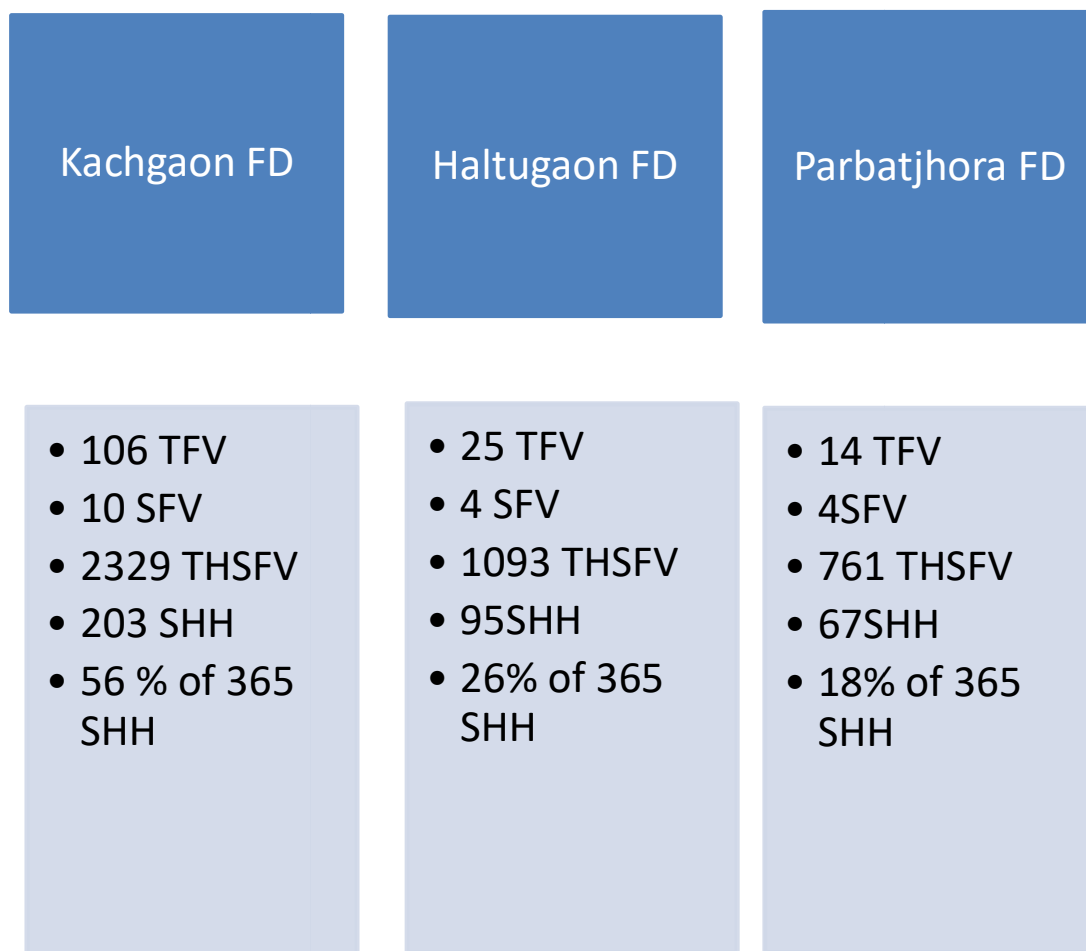 Kachgaon FD
Haltugaon FD
Parbatjhora FD
• 106 TFV
• 10 SFV
• 2329 THSFV
• 203 SHH
• 56 % of 365
SHH
• 25 TFV
• 4 SFV
• 1093 THSFV
• 95SHH
• 26% of 365
SHH
• 14 TFV
• 4SFV
• 761 THSFV
• 67SHH
• 18% of 365
SHH